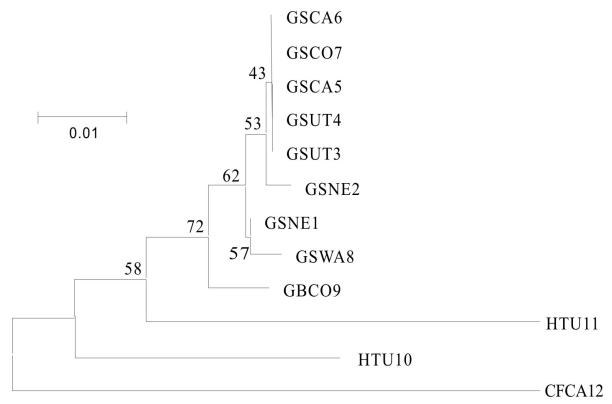 GSCA6
GSCO7
43
GSCA5
0.01
53
GSUT4
GSUT3
62
GSNE2
72
GSNE1
57
GSWA8
58
GBCO9
HTU11
HTU10
CFCA12